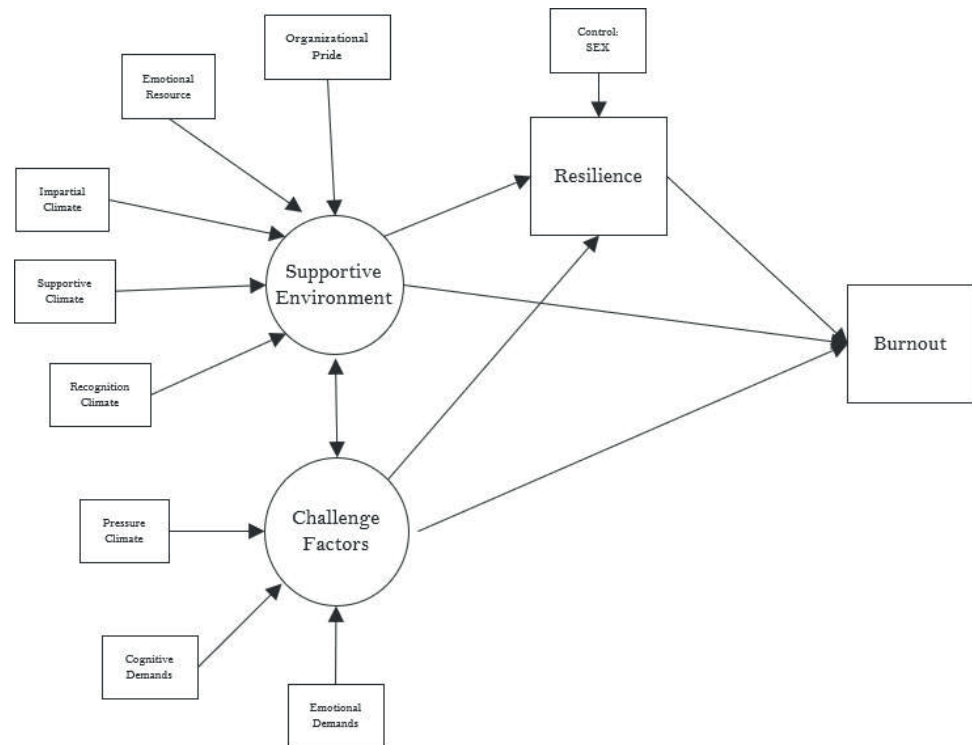 Organizational
Pride
Control:
SEX
Emotional
Resource
Resilience
Impartial
Climate
Supportive
Environment
Supportive
Climate
Burnout
Recognition
Climate
Pressure
Climate
Challenge
Factors
Cognitive
Demands
Emotional
Demands